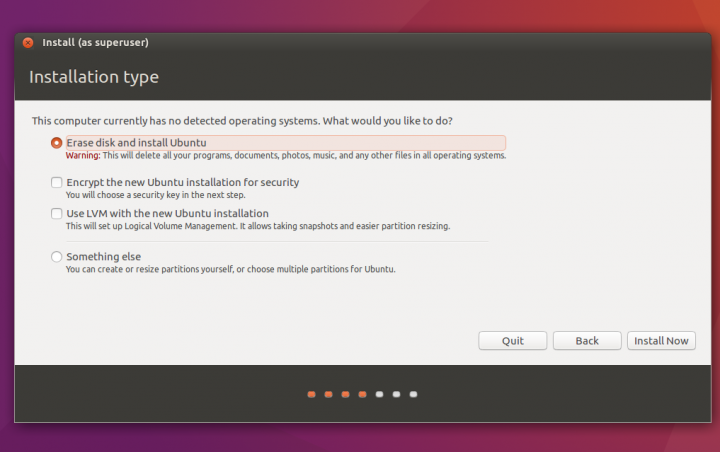 Install (as superuser)
Installation type
This computer currently has no detected operating systems. What would you like to do?
Erase disk and install Ubuntu
Warning: This will delete all your programs, documents, photos, music, and any other files in all operating systems.
Encrypt the new Ubuntu installation for security
You will choose a security key in the next step.
Use LVM with the new Ubuntu installation
This will set up Logical Volume Management. It allows taking snapshots and easier partition resizing.
Something else
You can create or resize partitions yourself, or choose multiple partitions for Ubuntu.
Quit Back Install Now